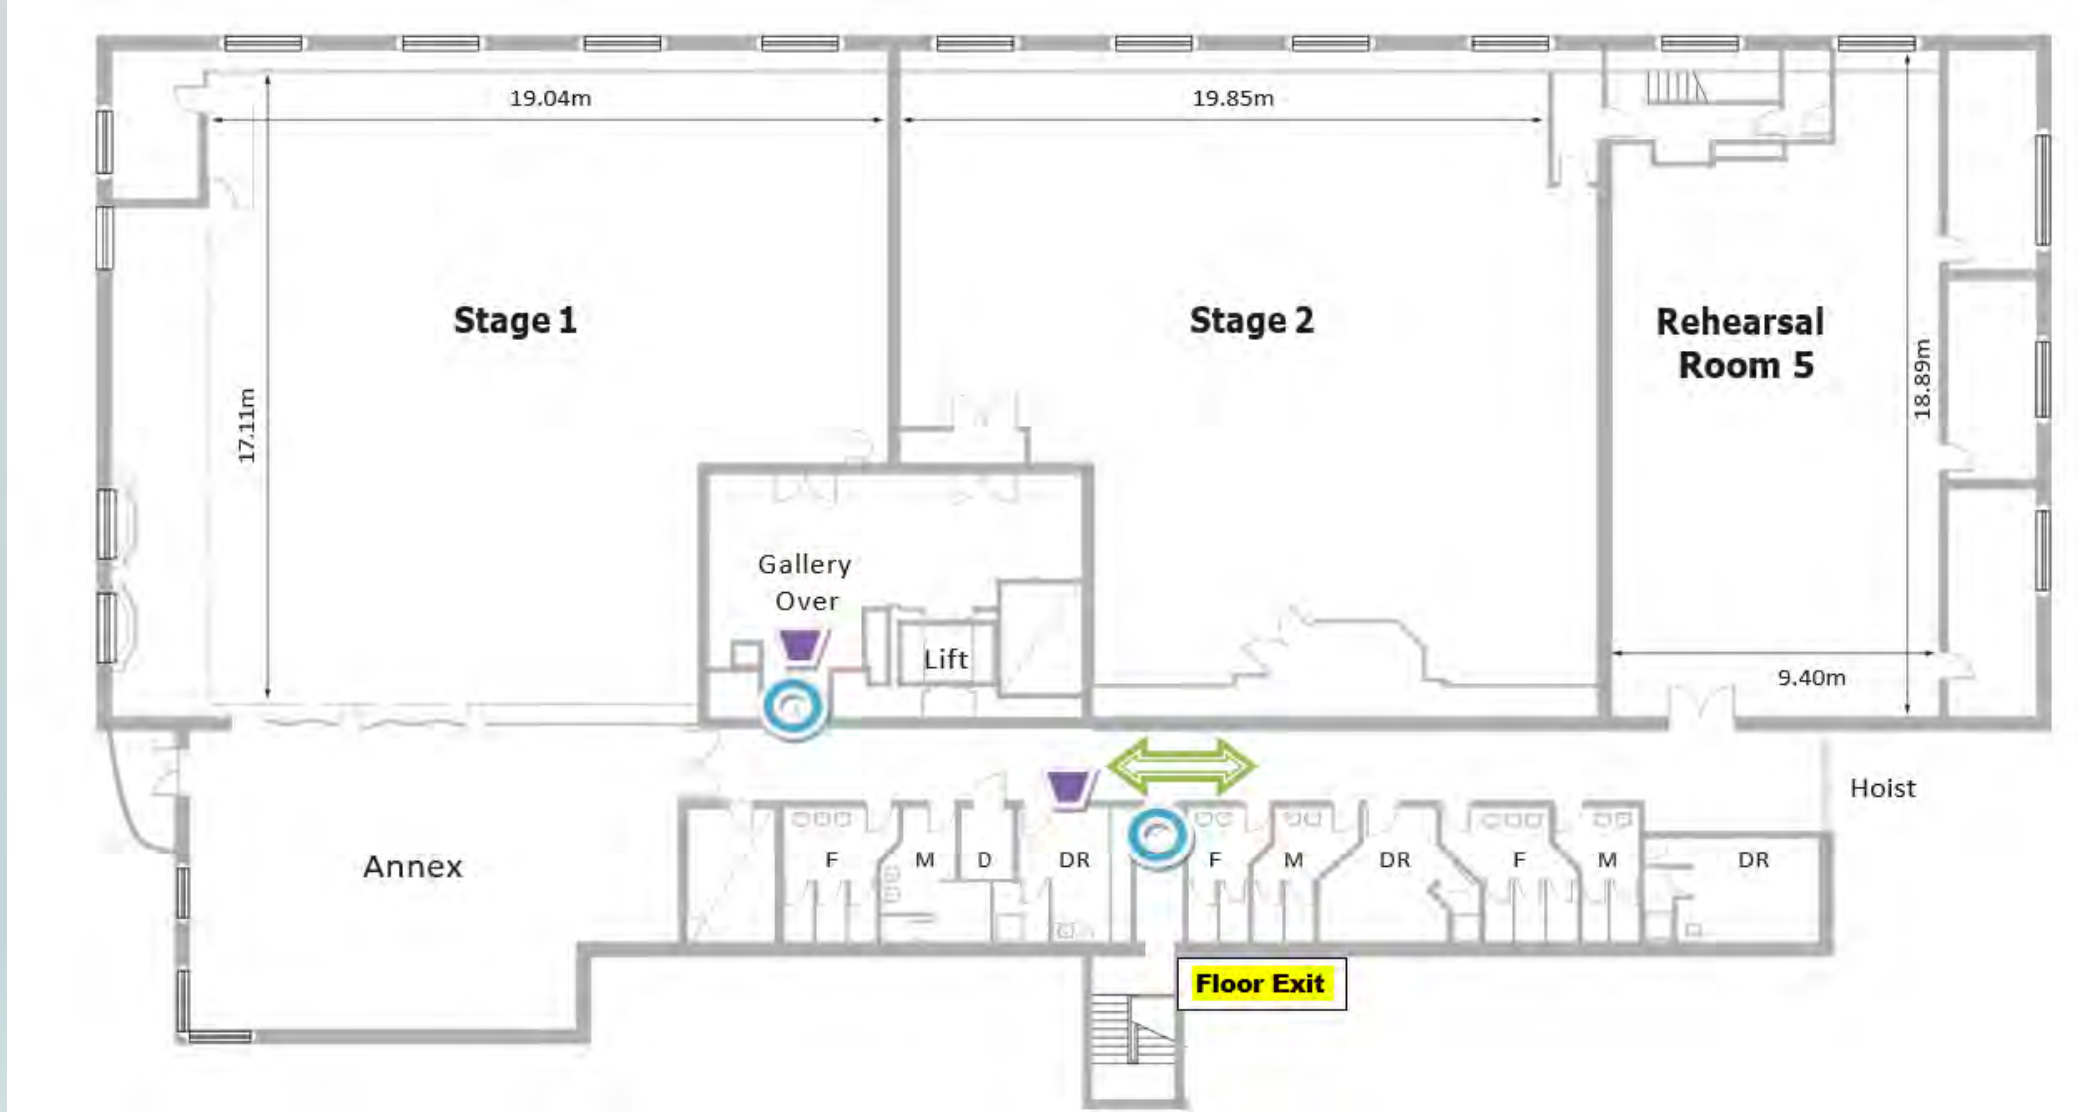 19.04m
19.85m
Stage 1
Stage 2
Rehearsal
Room 5
17.11m
18.89m
Gallery
Over
Lift
9.40m
Hoist
Annex
F
M
D
DR
F
M
DR
F
M
DR
Floor Exit